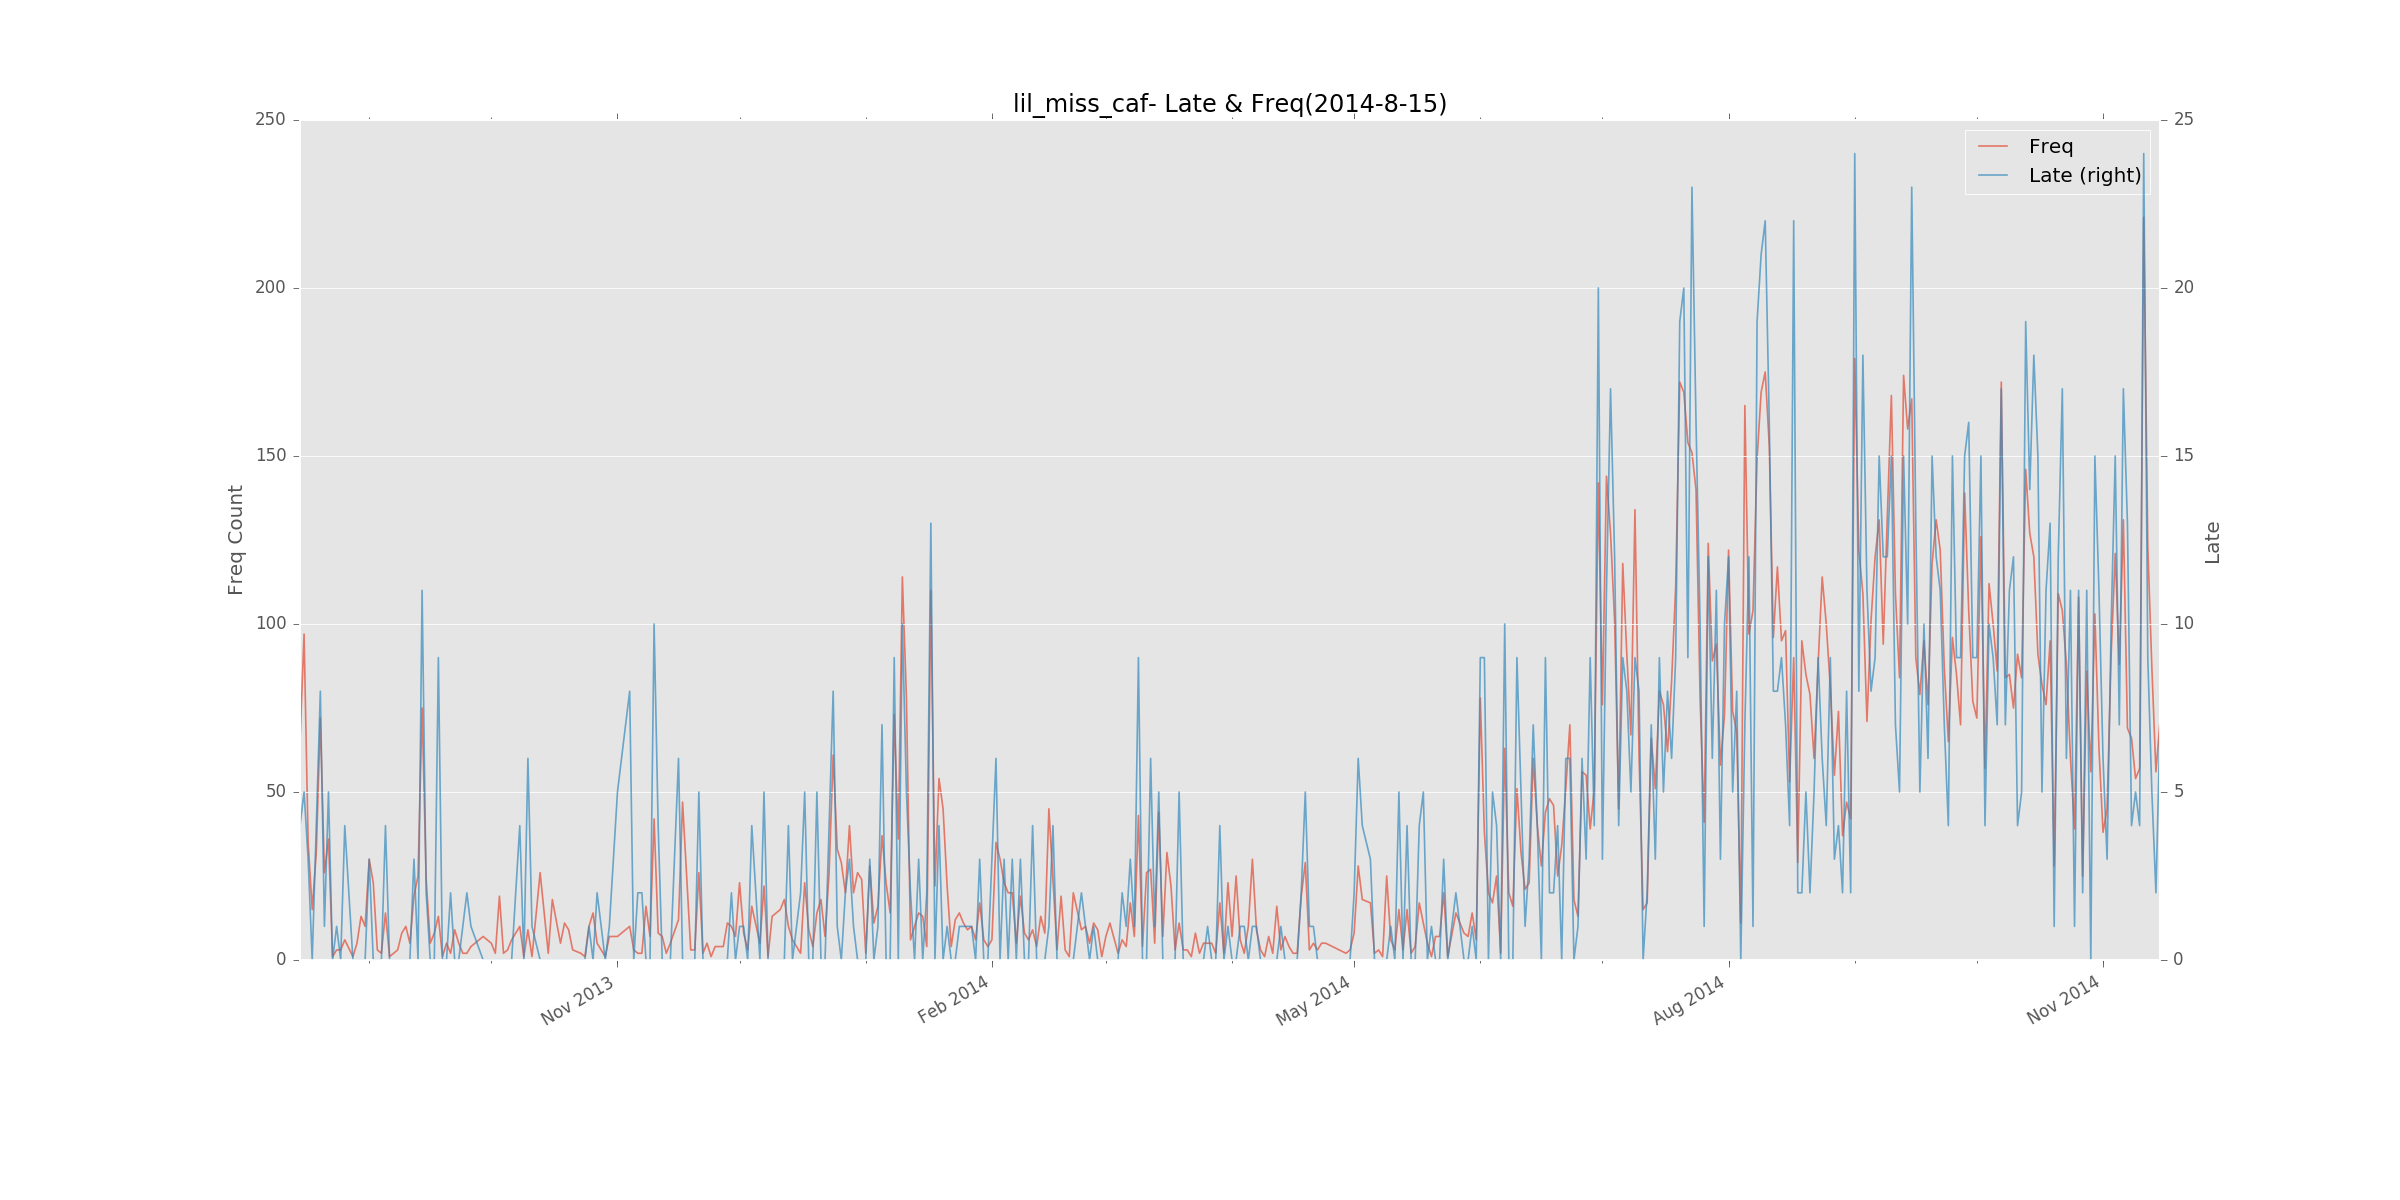 lil_miss_caf- Late & Freq(2014-8-15)
250
200
150
100
50
0
Freq Count
25
20
15
10
5
0
Late
Freq
Late (right)
Nov 2013
Feb 2014
May 2014
Aug 2014
Nov 2014